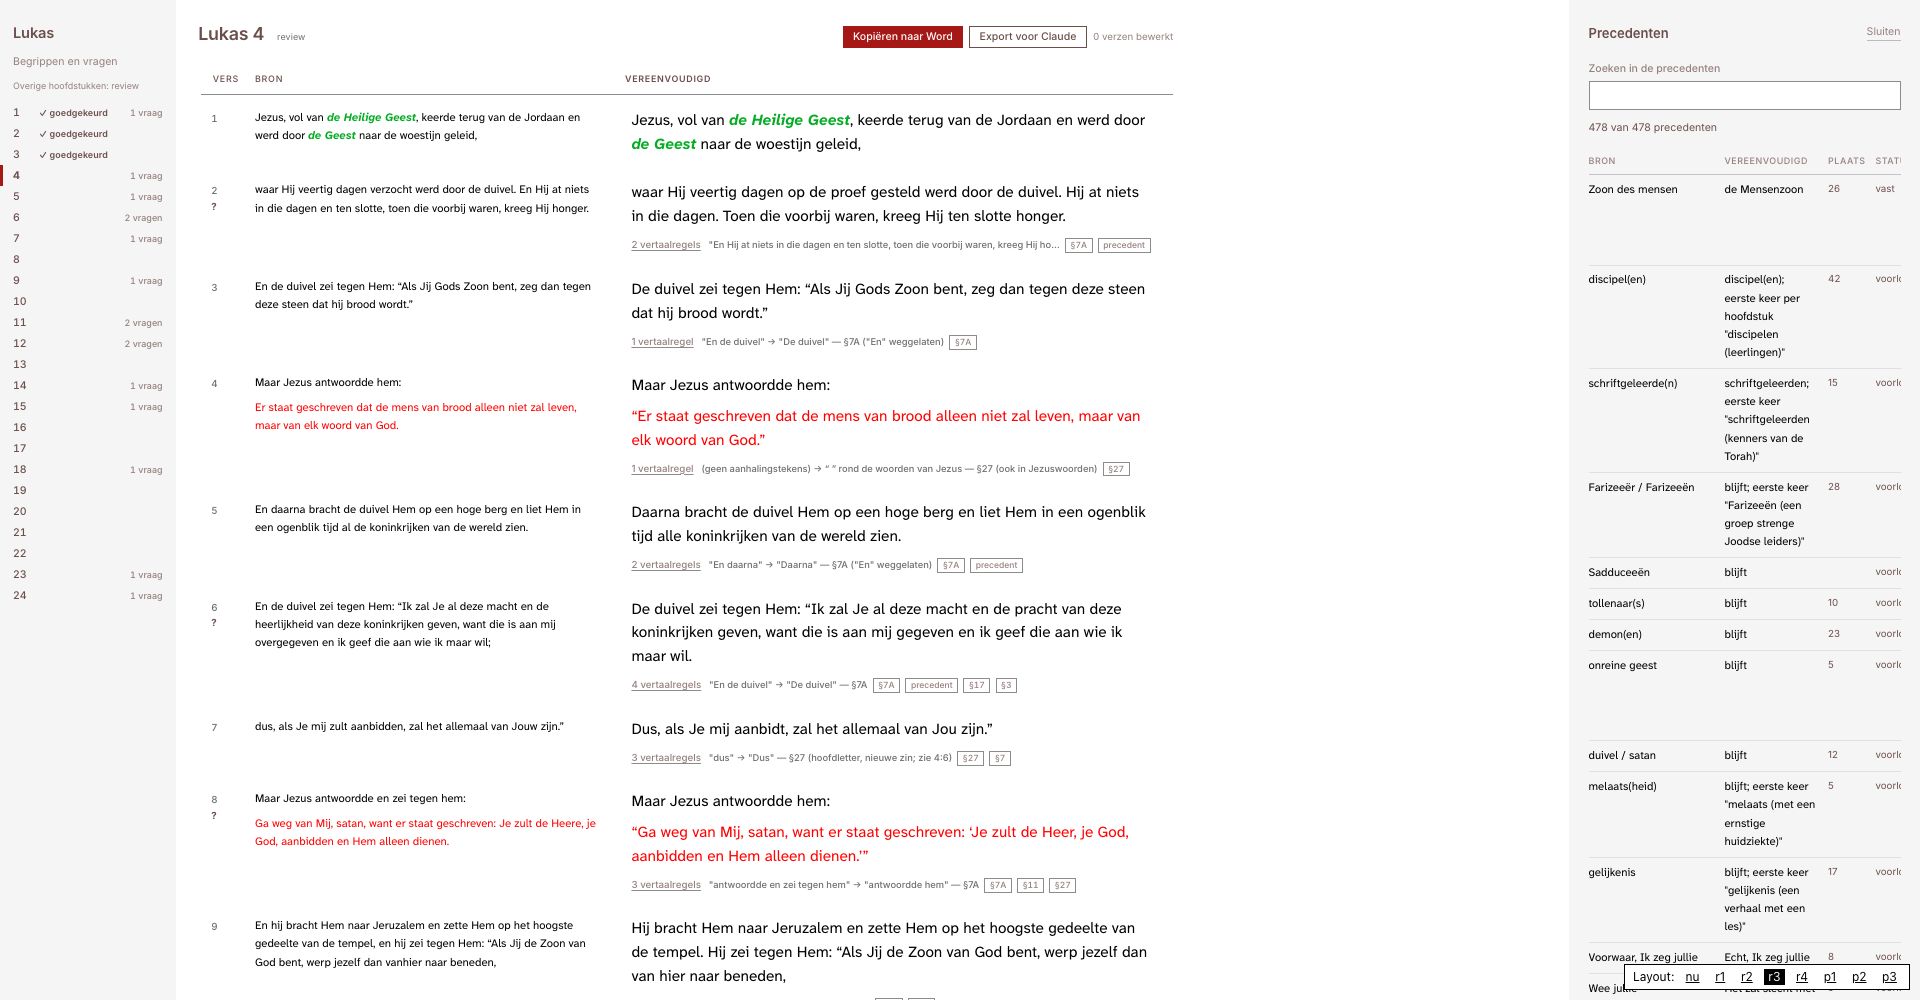 Lukas
Begrippen en vragen
Overige hoofdstukken: review
1 ✓ goedgekeurd 1 vraag
2 ✓ goedgekeurd
3 ✓ goedgekeurd
4 1 vraag
5 1 vraag
6 2 vragen
7 1 vraag
8
9 1 vraag
10
11 2 vragen
12 2 vragen
13
14 1 vraag
15 1 vraag
16
17
18 1 vraag
19
20
21
22
23 1 vraag
24 1 vraag
Lukas 4 review
Kopiëren naar Word Export voor Claude 0 verzen bewerkt
VERS BRON VEREENVOUDIGD
1
Jezus, vol van de Heilige Geest, keerde terug van de Jordaan en
werd door de Geest naar de woestijn geleid,
Jezus, vol van de Heilige Geest, keerde terug van de Jordaan en werd door
de Geest naar de woestijn geleid,
2
?
waar Hij veertig dagen verzocht werd door de duivel. En Hij at niets
in die dagen en ten slotte, toen die voorbij waren, kreeg Hij honger.
waar Hij veertig dagen op de proef gesteld werd door de duivel. Hij at niets
in die dagen. Toen die voorbij waren, kreeg Hij ten slotte honger.
2 vertaalregels "En Hij at niets in die dagen en ten slotte, toen die voorbij waren, kreeg Hij ho... §7A precedent
3
En de duivel zei tegen Hem: “Als Jij Gods Zoon bent, zeg dan tegen
deze steen dat hij brood wordt.”
De duivel zei tegen Hem: “Als Jij Gods Zoon bent, zeg dan tegen deze steen
dat hij brood wordt.”
1 vertaalregel "En de duivel" → "De duivel" — §7A ("En" weggelaten) §7A
4
Maar Jezus antwoordde hem:
Er staat geschreven dat de mens van brood alleen niet zal leven,
maar van elk woord van God.
Maar Jezus antwoordde hem:
“Er staat geschreven dat de mens van brood alleen niet zal leven, maar van
elk woord van God.”
1 vertaalregel (geen aanhalingstekens) → “ ” rond de woorden van Jezus — §27 (ook in Jezuswoorden) §27
5
En daarna bracht de duivel Hem op een hoge berg en liet Hem in
een ogenblik tijd al de koninkrijken van de wereld zien.
Daarna bracht de duivel Hem op een hoge berg en liet Hem in een ogenblik
tijd alle koninkrijken van de wereld zien.
2 vertaalregels "En daarna" → "Daarna" — §7A ("En" weggelaten) §7A precedent
6
?
En de duivel zei tegen Hem: “Ik zal Je al deze macht en de
heerlijkheid van deze koninkrijken geven, want die is aan mij
overgegeven en ik geef die aan wie ik maar wil;
De duivel zei tegen Hem: “Ik zal Je al deze macht en de pracht van deze
koninkrijken geven, want die is aan mij gegeven en ik geef die aan wie ik
maar wil.
4 vertaalregels "En de duivel" → "De duivel" — §7A §7A precedent §17 §3
7
dus, als Je mij zult aanbidden, zal het allemaal van Jouw zijn.”
Dus, als Je mij aanbidt, zal het allemaal van Jou zijn.”
3 vertaalregels "dus" → "Dus" — §27 (hoofdletter, nieuwe zin; zie 4:6) §27 §7
8
?
Maar Jezus antwoordde en zei tegen hem:
Ga weg van Mij, satan, want er staat geschreven: Je zult de Heere, je
God, aanbidden en Hem alleen dienen.
Maar Jezus antwoordde hem:
“Ga weg van Mij, satan, want er staat geschreven: ‘Je zult de Heer, je God,
aanbidden en Hem alleen dienen.’”
3 vertaalregels "antwoordde en zei tegen hem" → "antwoordde hem" — §7A §7A §11 §27
9
En hij bracht Hem naar Jeruzalem en zette Hem op het hoogste
gedeelte van de tempel, en hij zei tegen Hem: “Als Jij de Zoon van
God bent, werp jezelf dan vanhier naar beneden,
Hij bracht Hem naar Jeruzalem en zette Hem op het hoogste gedeelte van
de tempel. Hij zei tegen Hem: “Als Jij de Zoon van God bent, werp jezelf dan
van hier naar beneden,
Precedenten Sluiten
Zoeken in de precedenten
478 van 478 precedenten
BRON VEREENVOUDIGD PLAATS STATU
Zoon des mensen de Mensenzoon 26 vast
discipel(en) discipel(en); 42 voorl
eerste keer per
hoofdstuk
"discipelen
(leerlingen)"
schriftgeleerde(n) schriftgeleerden; 15 voorl
eerste keer
"schriftgeleerden
(kenners van de
Torah)"
Farizeeër / Farizeeën blijft; eerste keer 28 voorl
"Farizeeën (een
groep strenge
Joodse leiders)"
Sadduceeën blijft voorl
tollenaar(s) blijft 10 voorl
demon(en) blijft 23 voorl
onreine geest blijft 5 voorl
duivel / satan blijft 12 voorl
melaats(heid) blijft; eerste keer 5 voorl
"melaats (met een
ernstige
huidziekte)"
gelijkenis blijft; eerste keer 17 voorl
"gelijkenis (een
verhaal met een
les)"
Voorwaar, Ik zeg jullie Echt, Ik zeg jullie 8 voorl
Wee jullie
Layout: nu r1 r2 r3 r4 p1 p2 p3